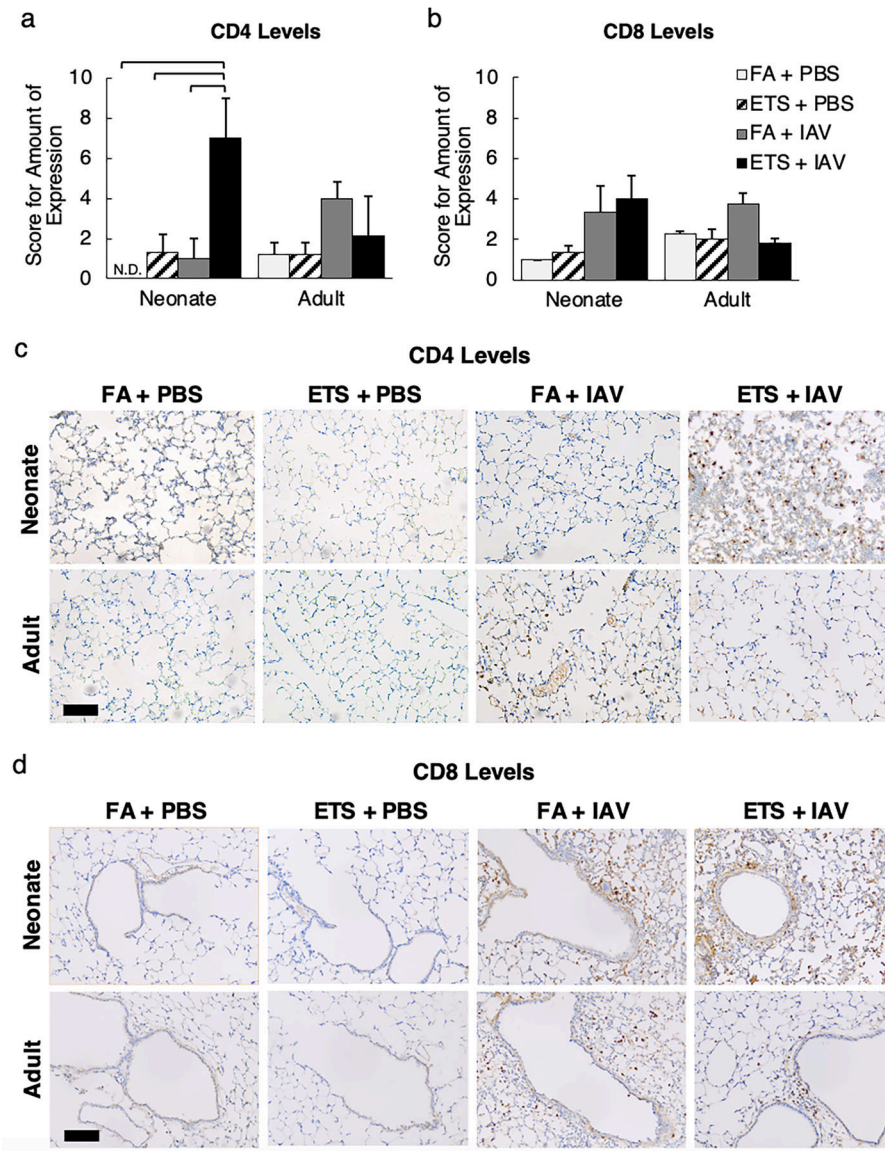 a
CD4 Levels
b
CD8 Levels
Score for Amount of
Expression
10
8
6
4
2
0
N.D.
Neonate
Adult
Score for Amount of
Expression
10
8
6
4
2
0
Neonate
Adult
FA + PBS
ETS + PBS
FA + IAV
ETS + IAV
c
CD4 Levels
FA + PBS
ETS + PBS
FA + IAV
ETS + IAV
Neonate
Adult
d
CD8 Levels
FA + PBS
ETS + PBS
FA + IAV
ETS + IAV
Neonate
Adult